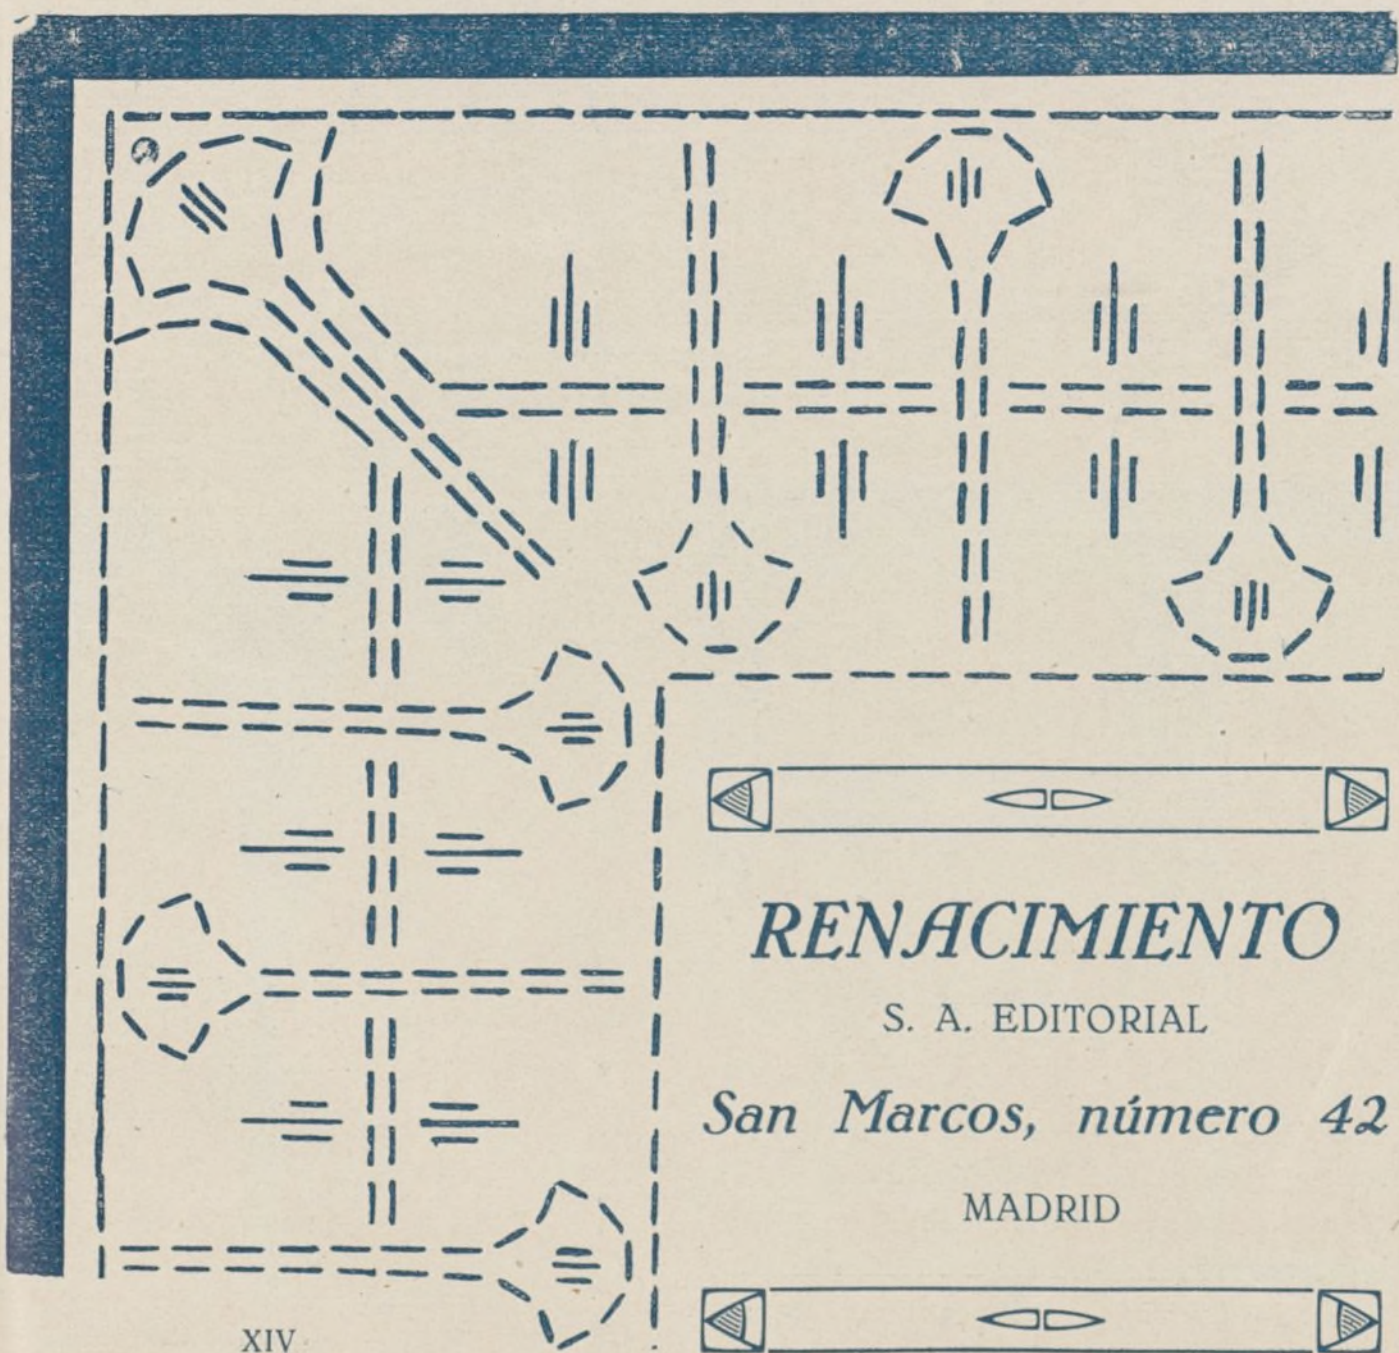 RENACIMIENTO
S. A. EDITORIAL
San Marcos, número 42
MADRID
XIV